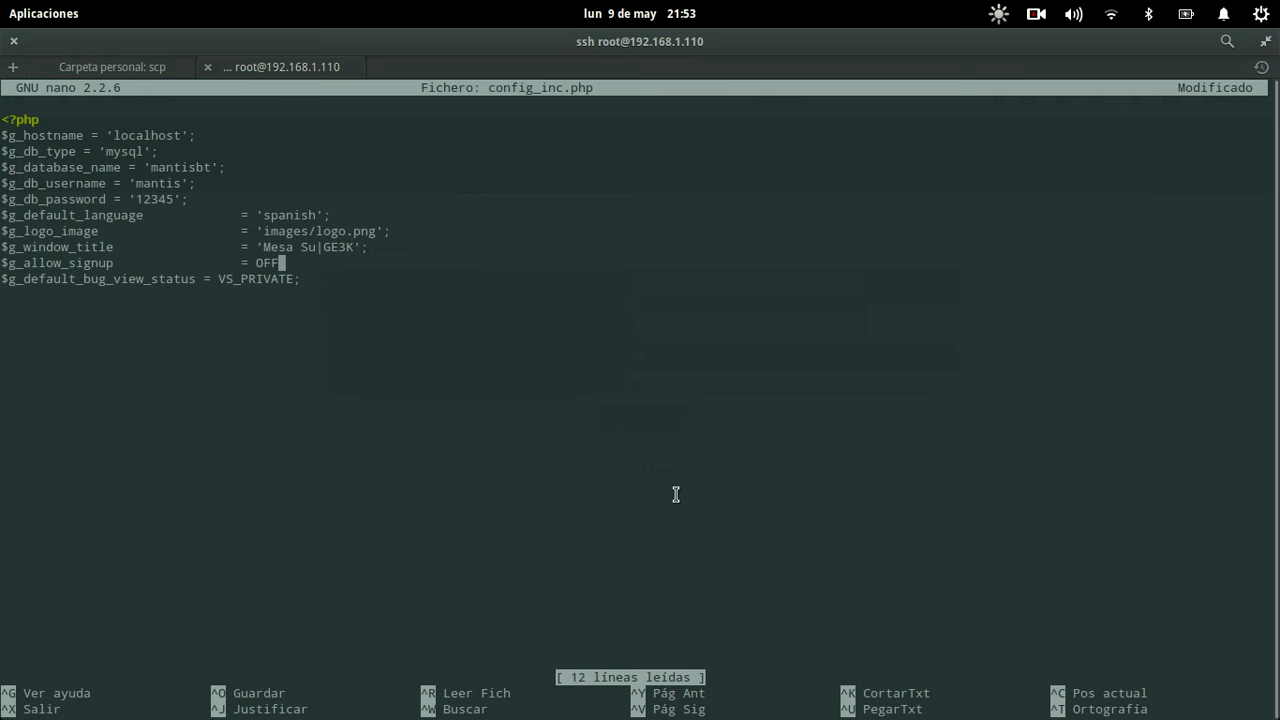 Aplicaciones lun 9 de may 21:53
ssh root@192.168.1.110
Carpeta personal: scp ... root@192.168.1.110
GNU nano 2.2.6 Fichero: config_inc.php Modificado
<?php
$g_hostname = 'localhost';
$g_db_type = 'mysql';
$g_database_name = 'mantisbt';
$g_db_username = 'mantis';
$g_db_password = '12345';
$g_default_language = 'spanish';
$g_logo_image = 'images/logo.png';
$g_window_title = 'Mesa Su|GE3K';
$g_allow_signup = OFF
$g_default_bug_view_status = VS_PRIVATE;
[ 12 líneas leídas ]
^G Ver ayuda ^O Guardar ^R Leer Fich ^Y Pág Ant ^K CortarTxt ^C Pos actual
^X Salir ^J Justificar ^W Buscar ^V Pág Sig ^U PegarTxt ^T Ortografía